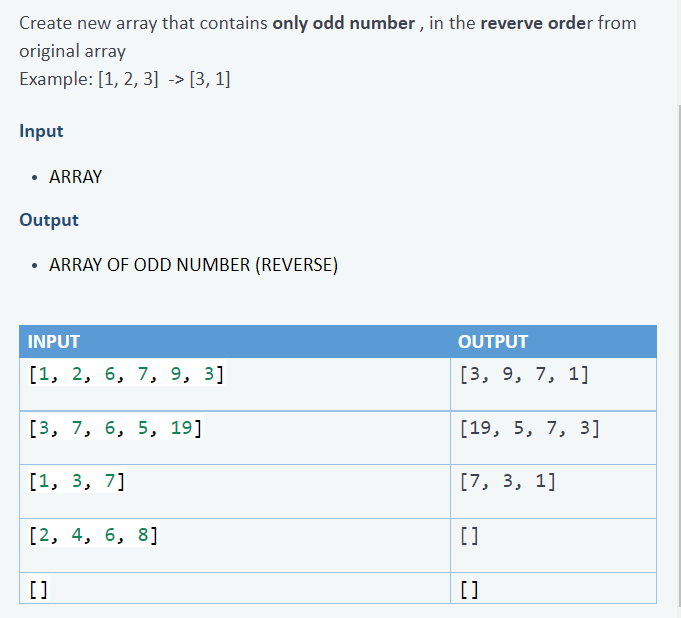 Create new array that contains only odd number , in the reverve order from
original array
Example: [1, 2, 3] -> [3, 1]
Input
• ARRAY
Output
• ARRAY OF ODD NUMBER (REVERSE)
INPUT OUTPUT
[1, 2, 6, 7, 9, 3] [3, 9, 7, 1]
[3, 7, 6, 5, 19] [19, 5, 7, 3]
[1, 3, 7] [7, 3, 1]
[2, 4, 6, 8] []
[] []